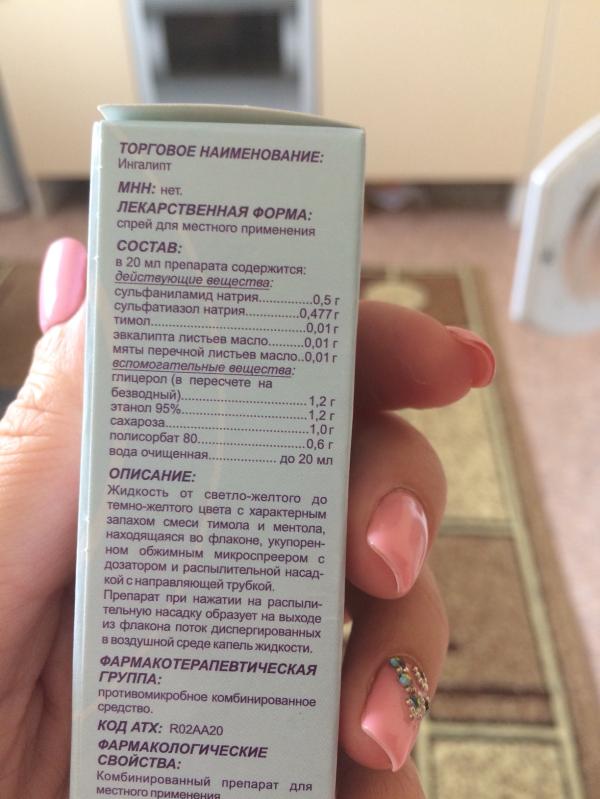 ТОРГОВОЕ НАИМЕНОВАНИЕ:
Ингалипт
МНН: нет.
ЛЕКАРСТВЕННАЯ ФОРМА:
спрей для местного применения
СОСТАВ:
в 20 мл препарата содержится:
действующие вещества:
сульфаниламид натрия..............0,5 г
сульфатиазол натрия..............0,477 г
тимол........................................0,01 г
эвкалипта листьев масло.........0,01 г
мяты перечной листьев масло..0,01 г
вспомогательные вещества:
глицерол (в пересчете на
безводный)................................1,2 г
этанол 95%................................1,2 г
сахароза....................................1,0 г
полисорбат 80...........................0,6 г
вода очищенная.................. до 20 мл
ОПИСАНИЕ:
Жидкость от светло-желтого до
темно-желтого цвета с характерным
запахом смеси тимола и ментола,
находящаяся во флаконе, укупорен-
ном обжимным микроспреером с
дозатором и распылительной насад-
кой с направляющей трубкой.
Препарат при нажатии на распыли-
тельную насадку образует на выходе
из флакона поток диспергированных
в воздушной среде капель жидкости.
ФАРМАКОТЕРАПЕВТИЧЕСКАЯ
ГРУППА:
противомикробное комбинированное
средство.
КОД АТХ: R02AA20
ФАРМАКОЛОГИЧЕСКИЕ
СВОЙСТВА:
Комбинированный препарат для
местного применения